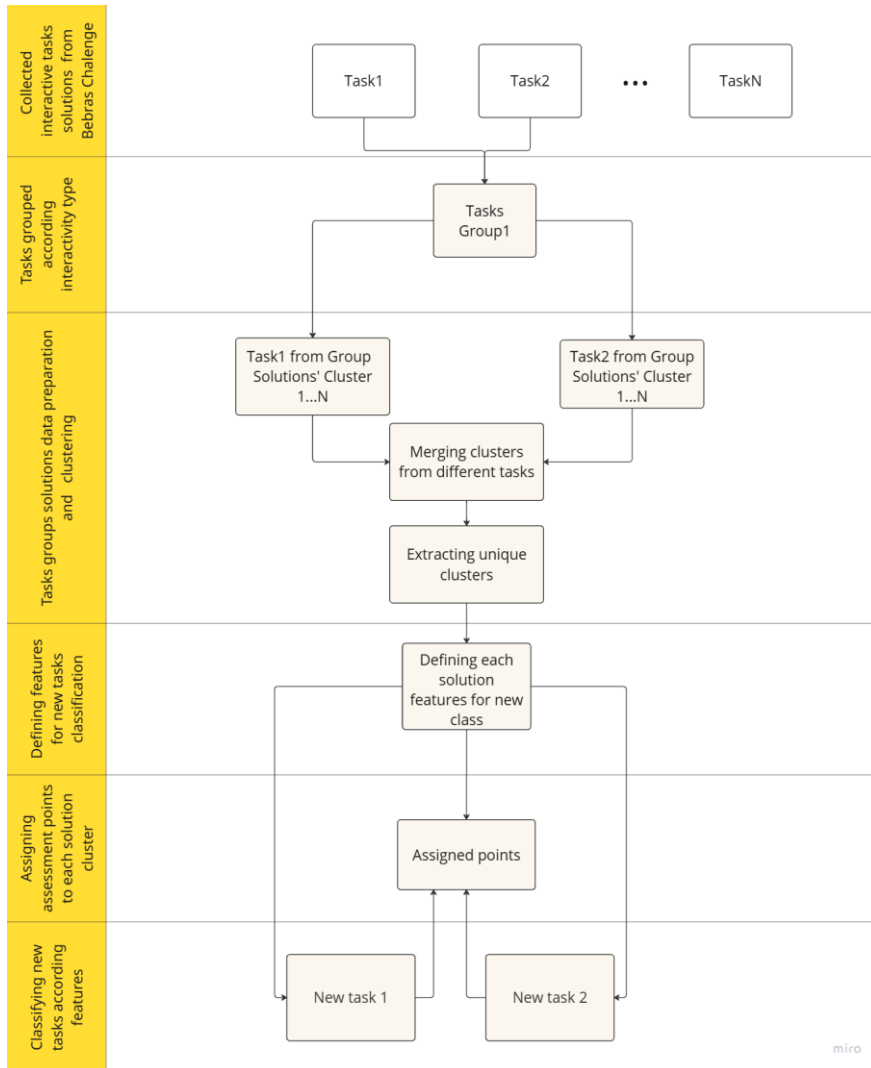 Collected
interactive tasks
solutions from
Bebras Chalenge
Task1
Task2
...
TaskN
Tasks grouped
according
interactivity type
Tasks
Group1
Tasks groups solutions data preparation
and clustering
Task1 from Group
Solutions' Cluster
1...N
Task2 from Group
Solutions' Cluster
1...N
Merging clusters
from different tasks
Extracting unique
clusters
Defining features
for new tasks
classification
Defining each
solution
features for new
class
Assigning
assessment points
to each solution
cluster
Assigned points
Classifying new
tasks according
features
New task 1
New task 2
miro